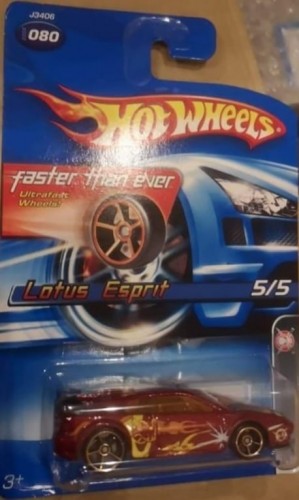 J3406
080
HOT WHEELS
faster than ever
Ultrafast
Wheels!
Lotus Esprit
5/5
3+